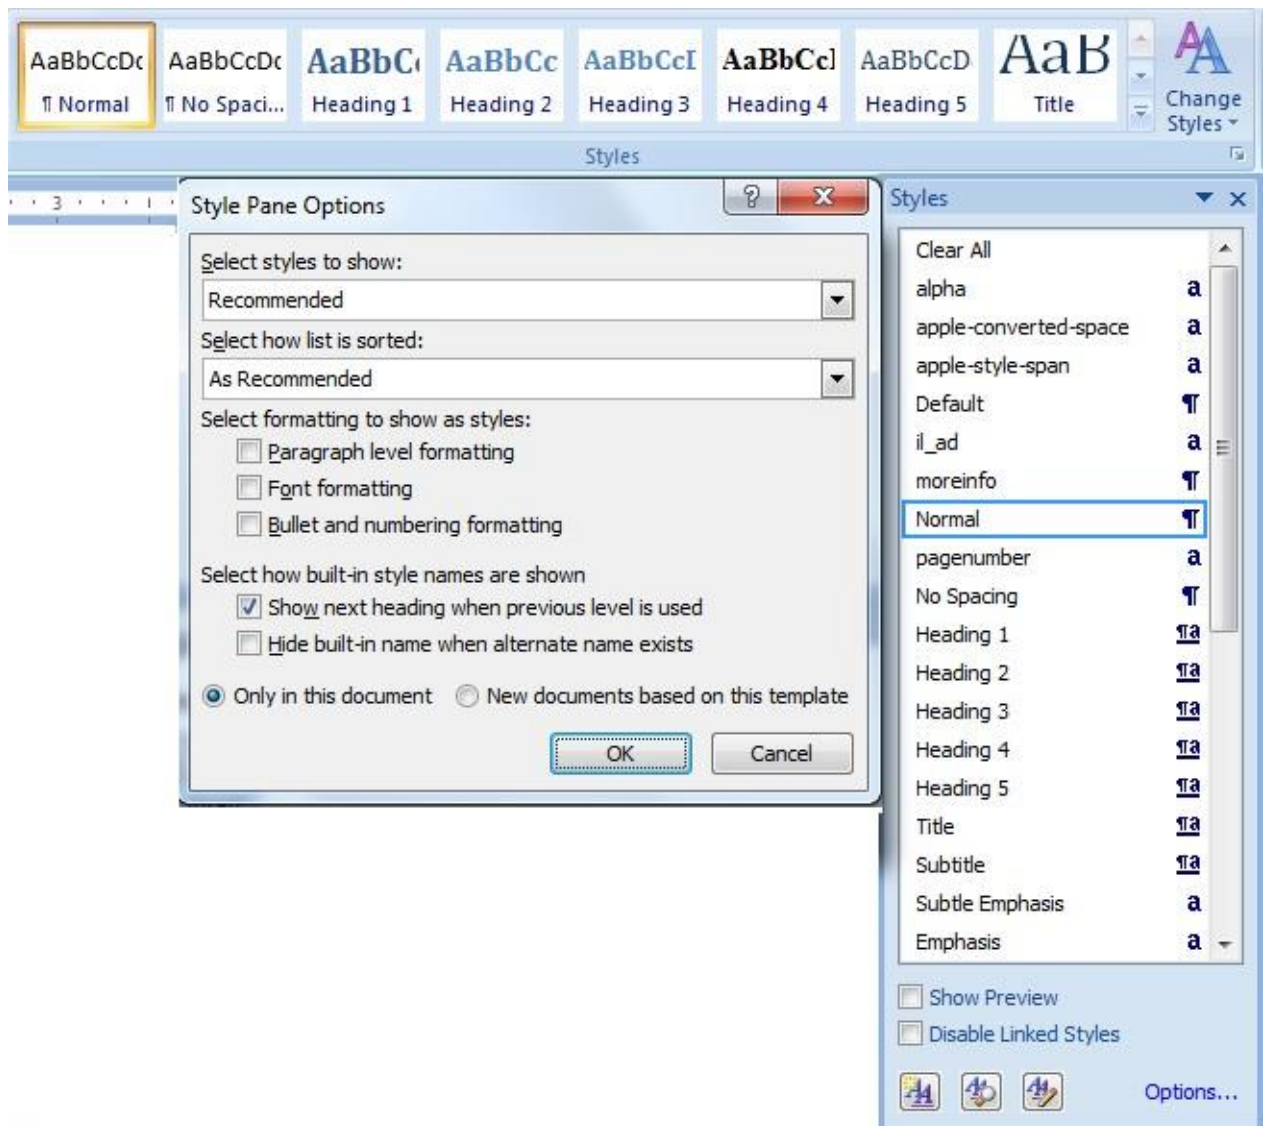 AaBbCcDc AaBbCcDc AaBbC AaBbCc AaBbCcI AaBbCcI AaBbCcD AaB
¶ Normal ¶ No Spaci... Heading 1 Heading 2 Heading 3 Heading 4 Heading 5 Title
Change
Styles
Styles
3
Style Pane Options
?
Select styles to show:
Recommended
Select how list is sorted:
As Recommended
Select formatting to show as styles:
Paragraph level formatting
Font formatting
Bullet and numbering formatting
Select how built-in style names are shown
Show next heading when previous level is used
Hide built-in name when alternate name exists
Only in this document New documents based on this template
OK Cancel
Styles
Clear All
alpha a
apple-converted-space a
apple-style-span a
Default ¶
il_ad a
moreinfo ¶
Normal ¶
pagenumber a
No Spacing ¶
Heading 1 ¶a
Heading 2 ¶a
Heading 3 ¶a
Heading 4 ¶a
Heading 5 ¶a
Title ¶a
Subtitle ¶a
Subtle Emphasis a
Emphasis a
Show Preview
Disable Linked Styles
Options...